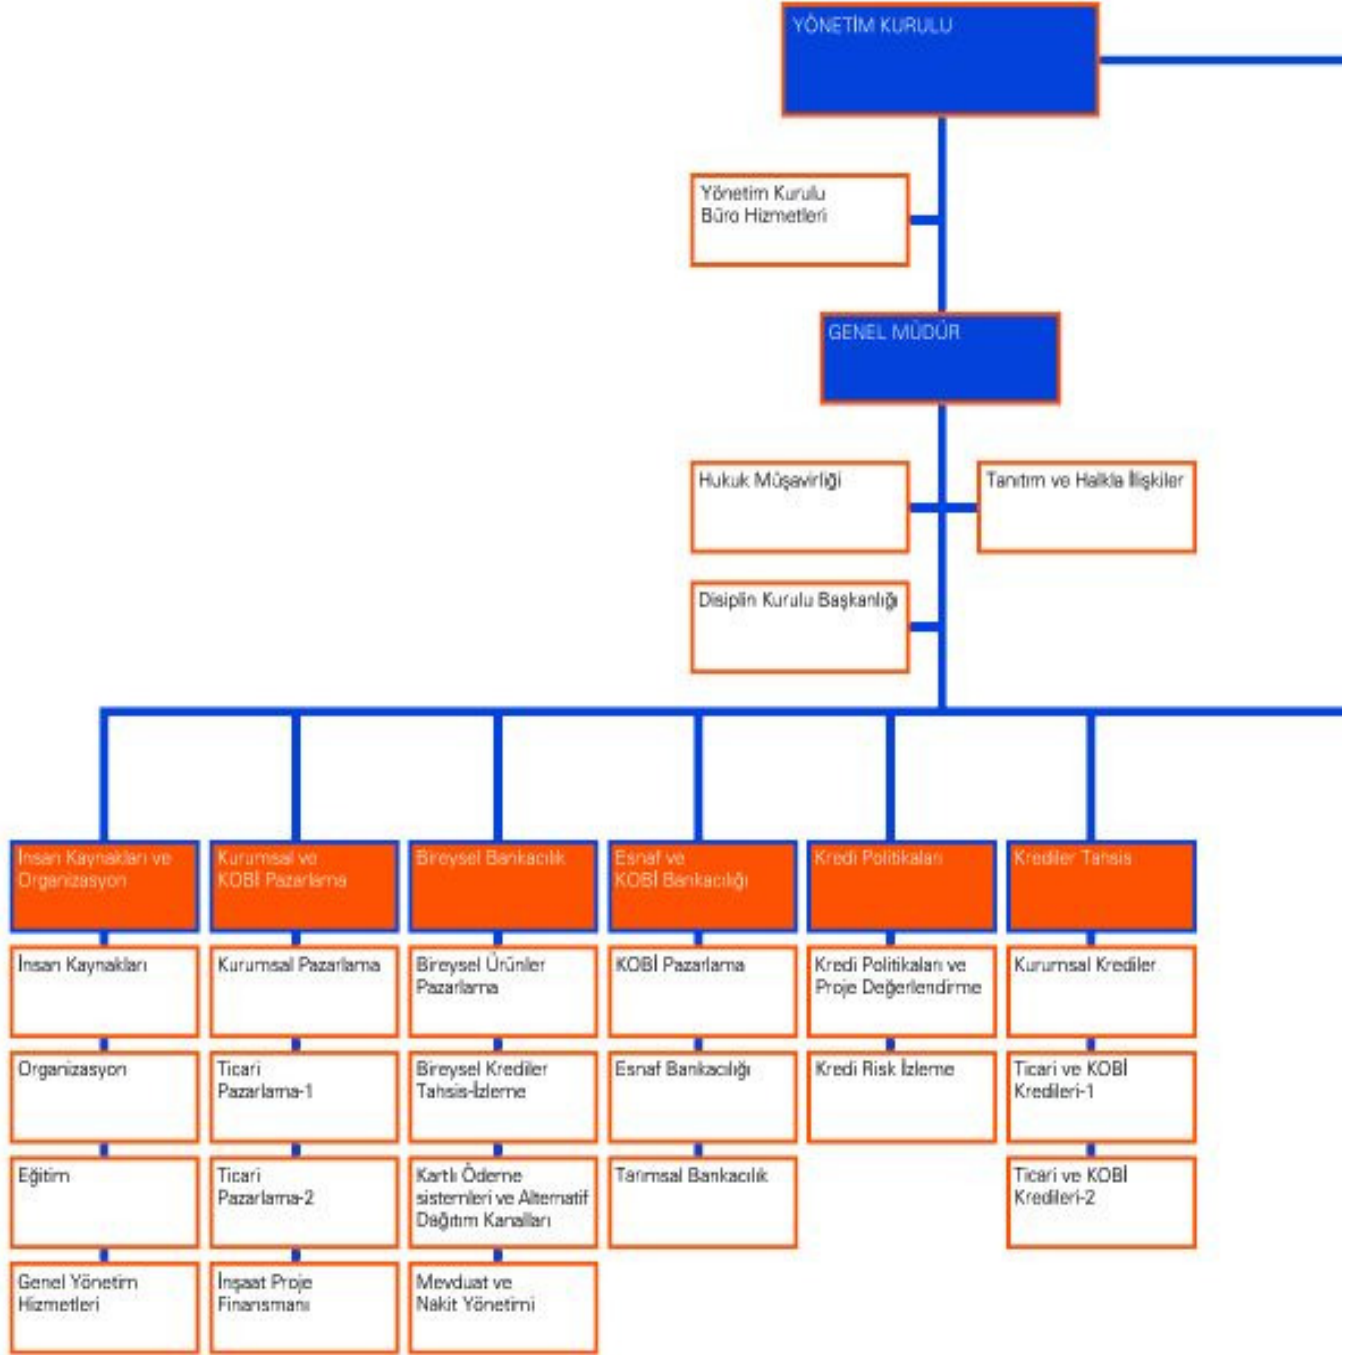 YÖNETİM KURULU
Yönetim Kurulu
Büro Hizmetleri
GENEL MÜDÜR
Hukuk Müşavirliği
Tanıtım ve Halkla İlişkiler
Disiplin Kurulu Başkanlığı
İnsan Kaynakları ve
Organizasyon
Kurumsal ve
KOBİ Pazarlama
Bireysel Bankacılık
Esnaf ve
KOBİ Bankacılığı
Kredi Politikaları
Krediler Tahsis
İnsan Kaynakları
Kurumsal Pazarlama
Bireysel Ürünler
Pazarlama
KOBİ Pazarlama
Kredi Politikaları ve
Proje Değerlendirme
Kurumsal Krediler
Organizasyon
Ticari
Pazarlama-1
Bireysel Krediler
Tahsis-İzleme
Esnaf Bankacılığı
Kredi Risk İzleme
Ticari ve KOBİ
Kredileri-1
Eğitim
Ticari
Pazarlama-2
Kartlı Ödeme
sistemleri ve Alternatif
Dağıtım Kanalları
Tarımsal Bankacılık
Ticari ve KOBİ
Kredileri-2
Genel Yönetim
Hizmetleri
İnşaat Proje
Finansmanı
Mevduat ve
Nakit Yönetimi